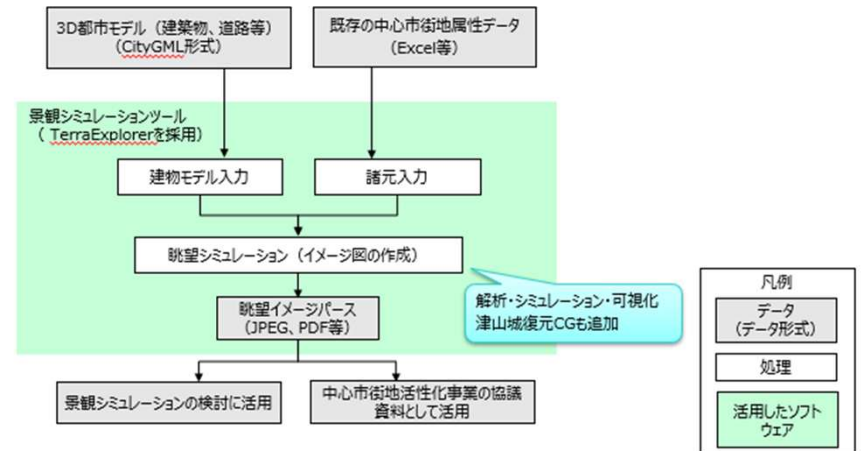 3D都市モデル（建築物、道路等）
（CityGML形式）
既存の中心市街地属性データ
（Excel等）
景観シミュレーションツール
（ TerraExplorerを採用）
建物モデル入力
諸元入力
眺望シミュレーション（イメージ図の作成）
解析・シミュレーション・可視化
津山城復元CGも追加
眺望イメージパース
（JPEG、PDF等）
景観シミュレーションの検討に活用
中心市街地活性化事業の協議
資料として活用
凡例
データ
（データ形式）
処理
活用したソフト
ウェア